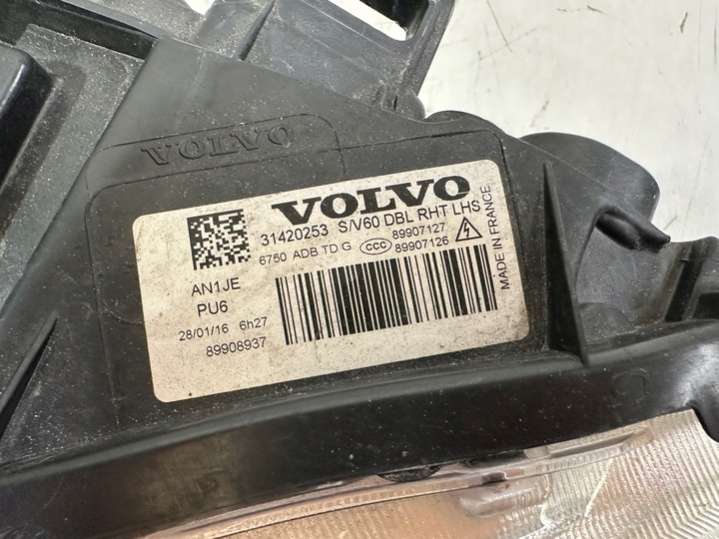 VOLVO
VOLVO
31420253 S/V60 DBL RHT LHS
6750 ADB TD G CCC 89907127
89907126
MADE IN FRANCE
AN1JE
PU6
28/01/16 6h27
89908937